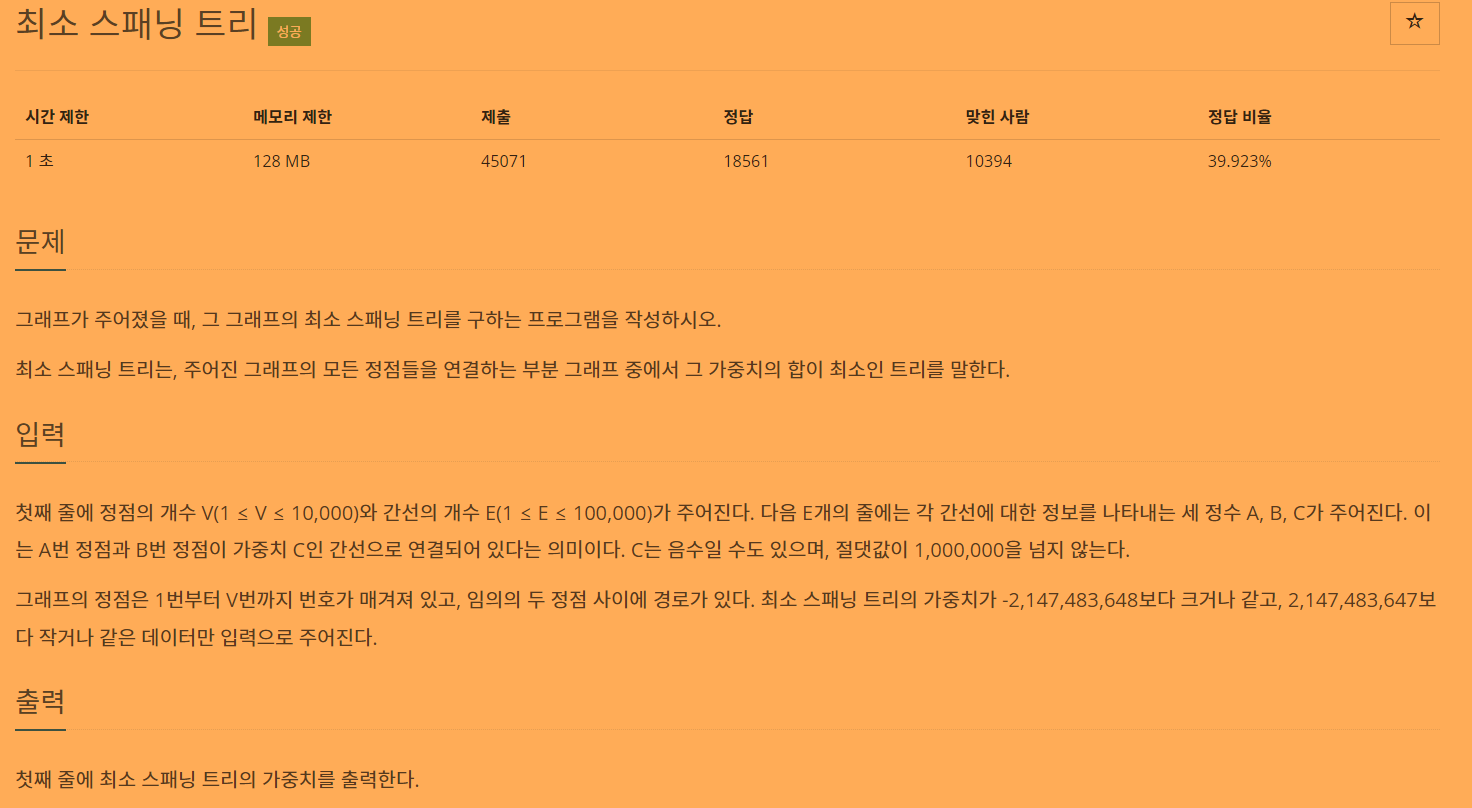 최소 스패닝 트리 성공
☆
시간 제한 메모리 제한 제출 정답 맞힌 사람 정답 비율
1 초 128 MB 45071 18561 10394 39.923%
문제
그래프가 주어졌을 때, 그 그래프의 최소 스패닝 트리를 구하는 프로그램을 작성하시오.
최소 스패닝 트리는, 주어진 그래프의 모든 정점들을 연결하는 부분 그래프 중에서 그 가중치의 합이 최소인 트리를 말한다.
입력
첫째 줄에 정점의 개수 V(1 ≤ V ≤ 10,000)와 간선의 개수 E(1 ≤ E ≤ 100,000)가 주어진다. 다음 E개의 줄에는 각 간선에 대한 정보를 나타내는 세 정수 A, B, C가 주어진다. 이
는 A번 정점과 B번 정점이 가중치 C인 간선으로 연결되어 있다는 의미이다. C는 음수일 수도 있으며, 절댓값이 1,000,000을 넘지 않는다.
그래프의 정점은 1번부터 V번까지 번호가 매겨져 있고, 임의의 두 정점 사이에 경로가 있다. 최소 스패닝 트리의 가중치가 -2,147,483,648보다 크거나 같고, 2,147,483,647보
다 작거나 같은 데이터만 입력으로 주어진다.
출력
첫째 줄에 최소 스패닝 트리의 가중치를 출력한다.